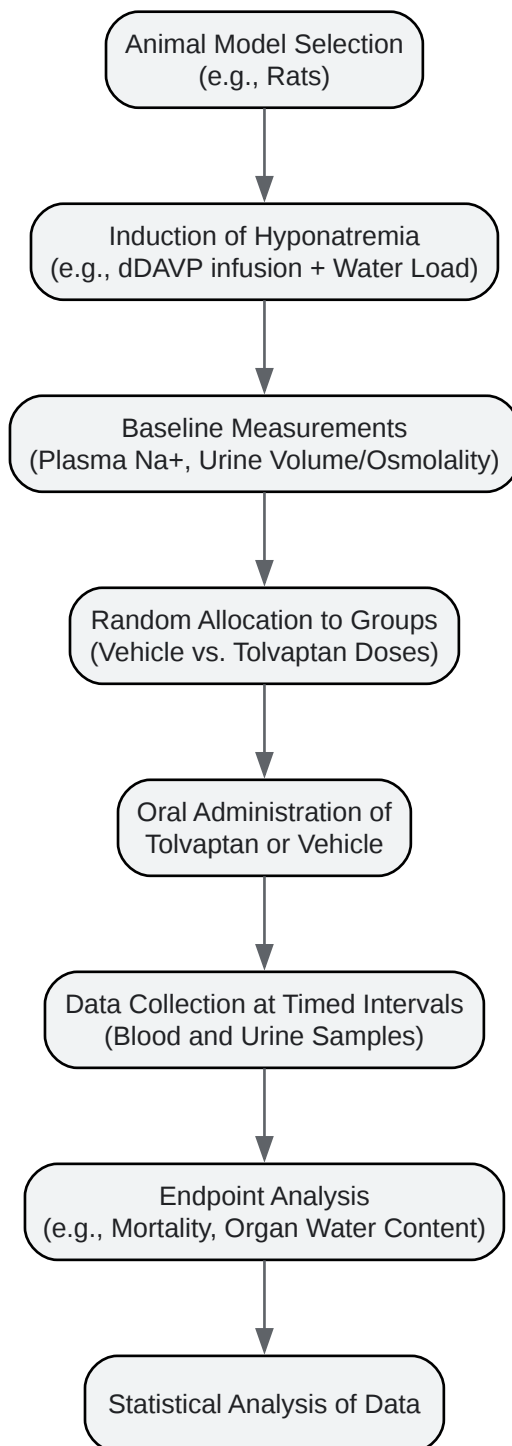 Animal Model Selection
(e.g., Rats)
Induction of Hyponatremia
(e.g., dDAVP infusion + Water Load)
Baseline Measurements
(Plasma Na+, Urine Volume/Osmolality)
Random Allocation to Groups
(Vehicle vs. Tolvaptan Doses)
Oral Administration of
Tolvaptan or Vehicle
Data Collection at Timed Intervals
(Blood and Urine Samples)
Endpoint Analysis
(e.g., Mortality, Organ Water Content)
Statistical Analysis of Data